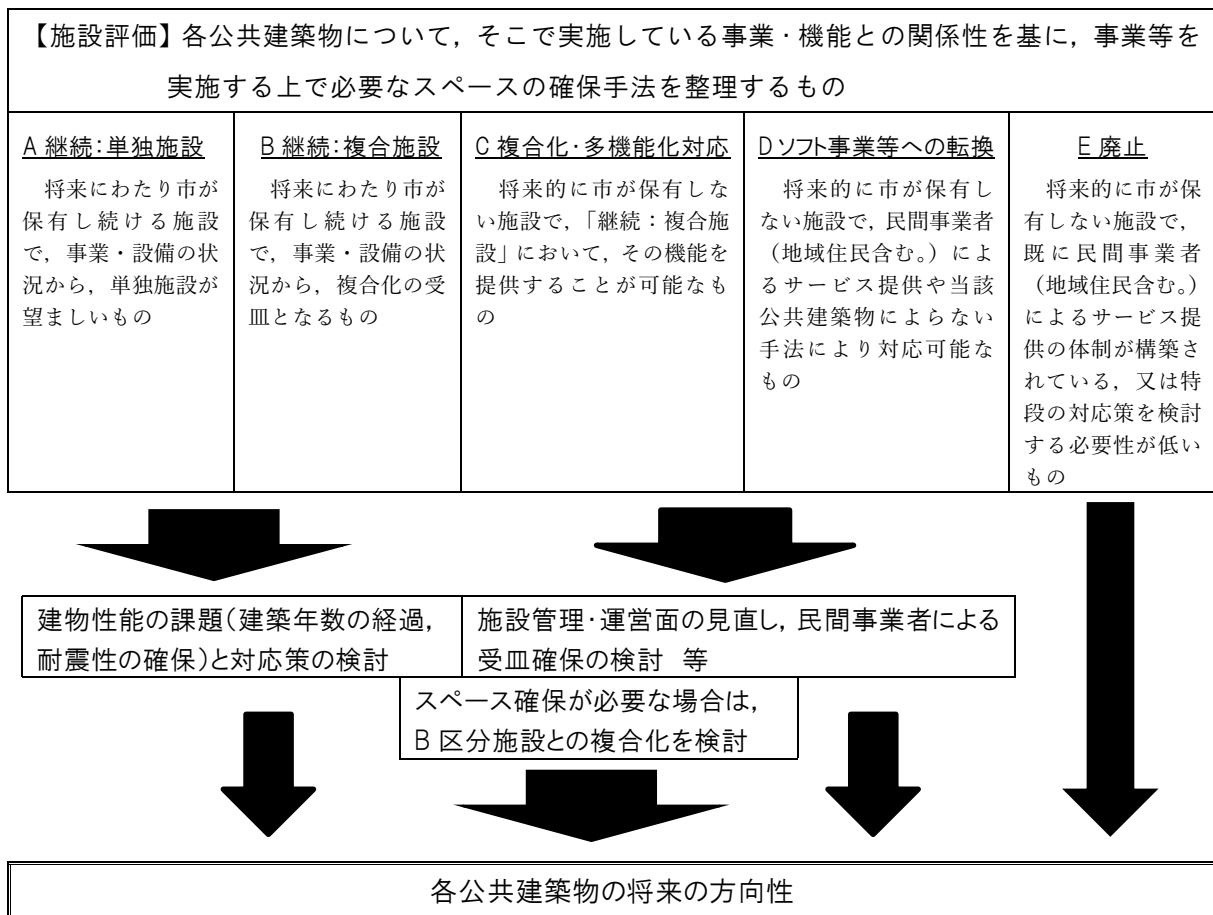 【施設評価】各公共建築物について，そこで実施している事業・機能との関係性を基に，事業等を
実施する上で必要なスペースの確保手法を整理するもの
A 継続：単独施設
将来にわたり市が
保有し続ける施設
で，事業・設備の状
況から，単独施設が
望ましいもの
B 継続：複合施設
将来にわたり市が
保有し続ける施設
で，事業・設備の状
況から，複合化の受
皿となるもの
C 複合化・多機能化対応
将来的に市が保有しな
い施設で，「継続：複合施
設」において，その機能を
提供することが可能なも
の
D ソフト事業等への転換
将来的に市が保有し
ない施設で，民間事業者
（地域住民含む。）によ
るサービス提供や当該
公共建築物によらない
手法により対応可能な
もの
E 廃止
将来的に市が保
有しない施設で，
既に民間事業者
（地域住民含む。）
によるサービス提
供の体制が構築さ
れている，又は特
段の対応策を検討
する必要性が低い
もの
建物性能の課題（建築年数の経過，
耐震性の確保）と対応策の検討
施設管理・運営面の見直し，民間事業者による
受皿確保の検討 等
スペース確保が必要な場合は，
B 区分施設との複合化を検討
各公共建築物の将来の方向性